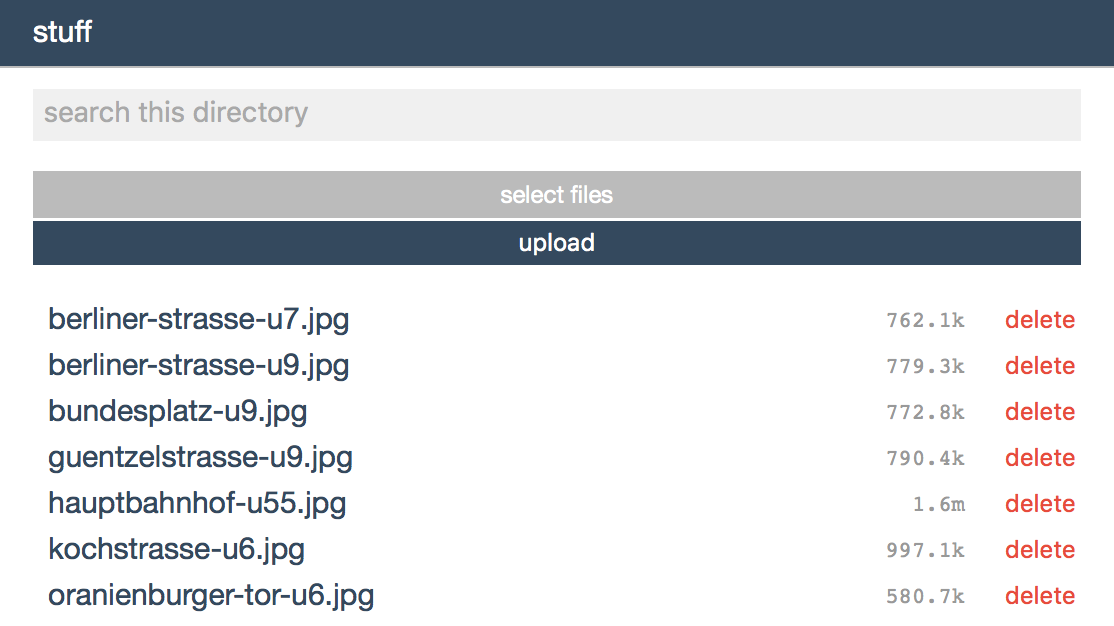 stuff
search this directory
select files
upload
berliner-strasse-u7.jpg 762.1k delete
berliner-strasse-u9.jpg 779.3k delete
bundesplatz-u9.jpg 772.8k delete
guentzelstrasse-u9.jpg 790.4k delete
hauptbahnhof-u55.jpg 1.6m delete
kochstrasse-u6.jpg 997.1k delete
oranienburger-tor-u6.jpg 580.7k delete